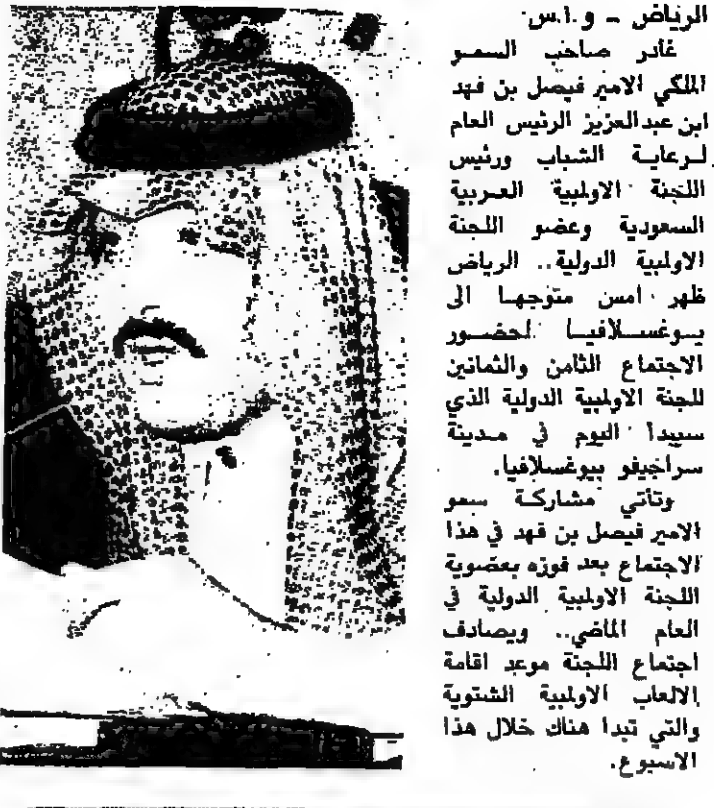 الرياض - و.ا.س
غادر صاحب السمو
الملكي الامير فيصل بن فهد
ابن عبدالعزيز الرئيس العام
لرعاية الشباب ورئيس
اللجنة الاولمبية العربية
السعودية وعضو اللجنة
الاولمبية الدولية.. الرياض
ظهر امس متوجها الى
يوغسلافيا لحضور
الاجتماع الثامن والثمانين
للجنة الاولمبية الدولية الذي
سيبدا اليوم في مدينة
سراجيفو بيوغسلافيا.
وتأتي مشاركة سمو
الامير فيصل بن فهد في هذا
الاجتماع بعد فوزه بعضوية
اللجنة الاولمبية الدولية في
العام الماضي.. ويصادف
اجتماع اللجنة موعد اقامة
الالعاب الاولمبية الشتوية
والتي تبدا هناك خلال هذا
الاسبوع.